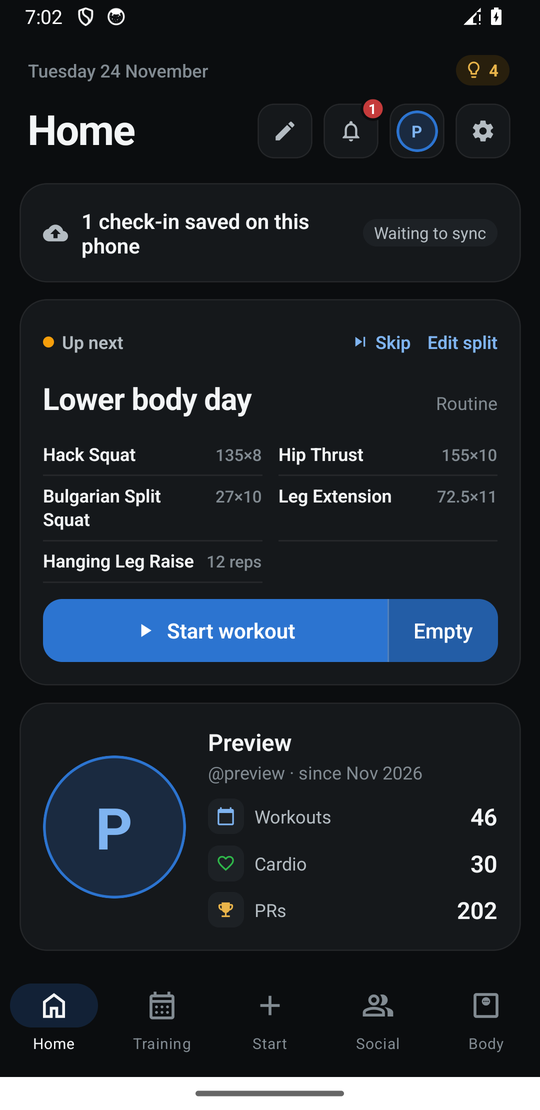 7:02
Tuesday 24 November
4
Home
1
P
1 check-in saved on this
phone
Waiting to sync
Up next
Skip
Edit split
Lower body day
Routine
Hack Squat 135×8
Hip Thrust 155×10
Bulgarian Split
Squat 27×10
Leg Extension 72.5×11
Hanging Leg Raise 12 reps
Start workout
Empty
P
Preview
@preview · since Nov 2026
Workouts 46
Cardio 30
PRs 202
Home
Training
Start
Social
Body